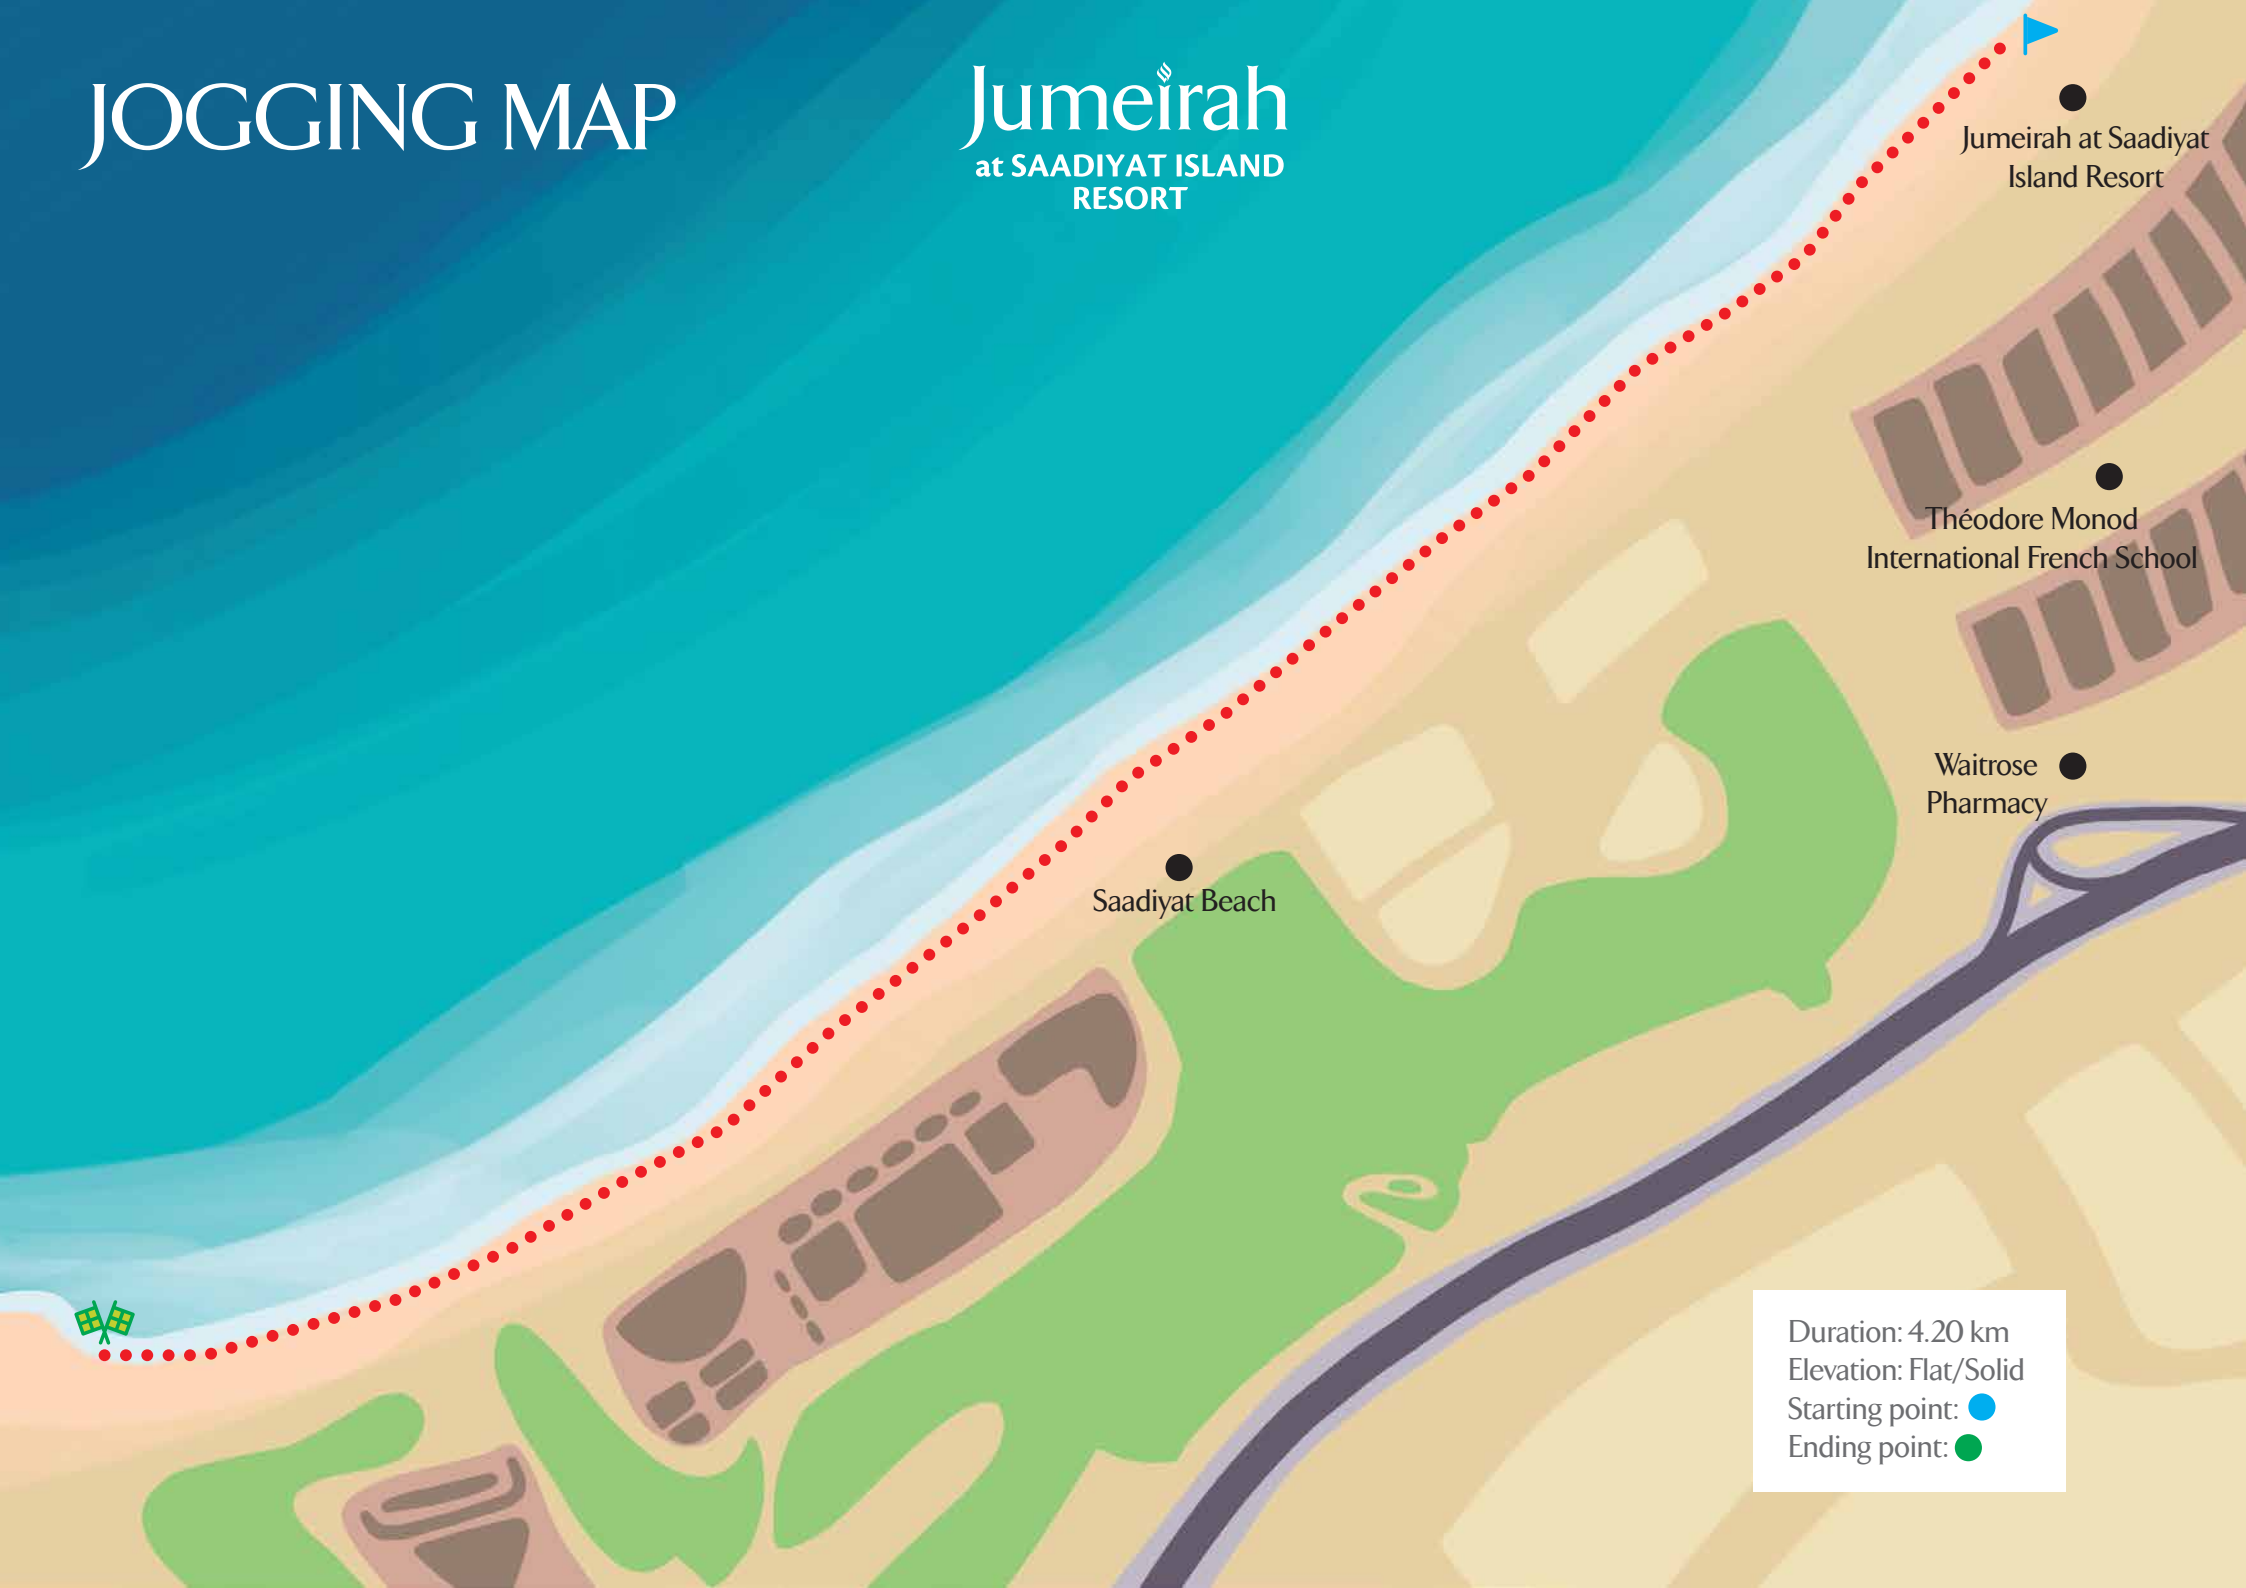 JOGGING MAP
Jumeirah
at SAADIYAT ISLAND
RESORT
Jumeirah at Saadiyat
Island Resort
Théodore Monod
International French School
Waitrose
Pharmacy
Saadiyat Beach
Duration: 4.20 km
Elevation: Flat/Solid
Starting point:
Ending point: